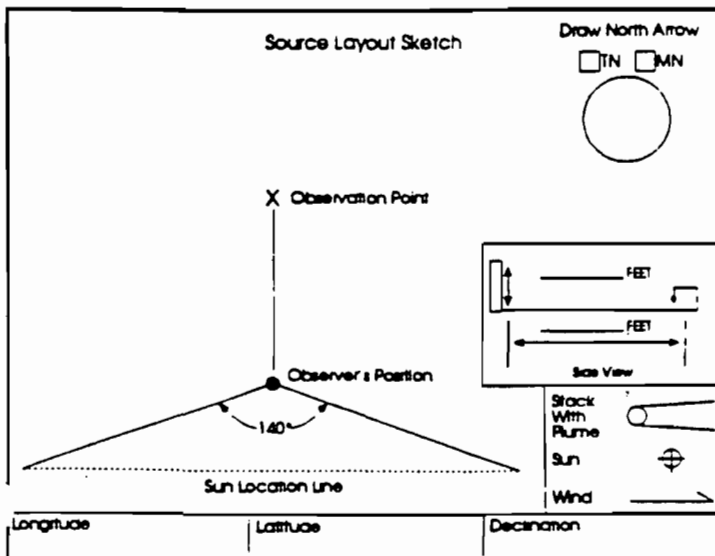 Source Layout Sketch
Draw North Arrow
TN MN
X Observation Point
FEET
FEET
Side View
Observer's Position
140°
Sun Location Line
Stack
With
Plume
Sun
Wind
Longitude Latitude Declination